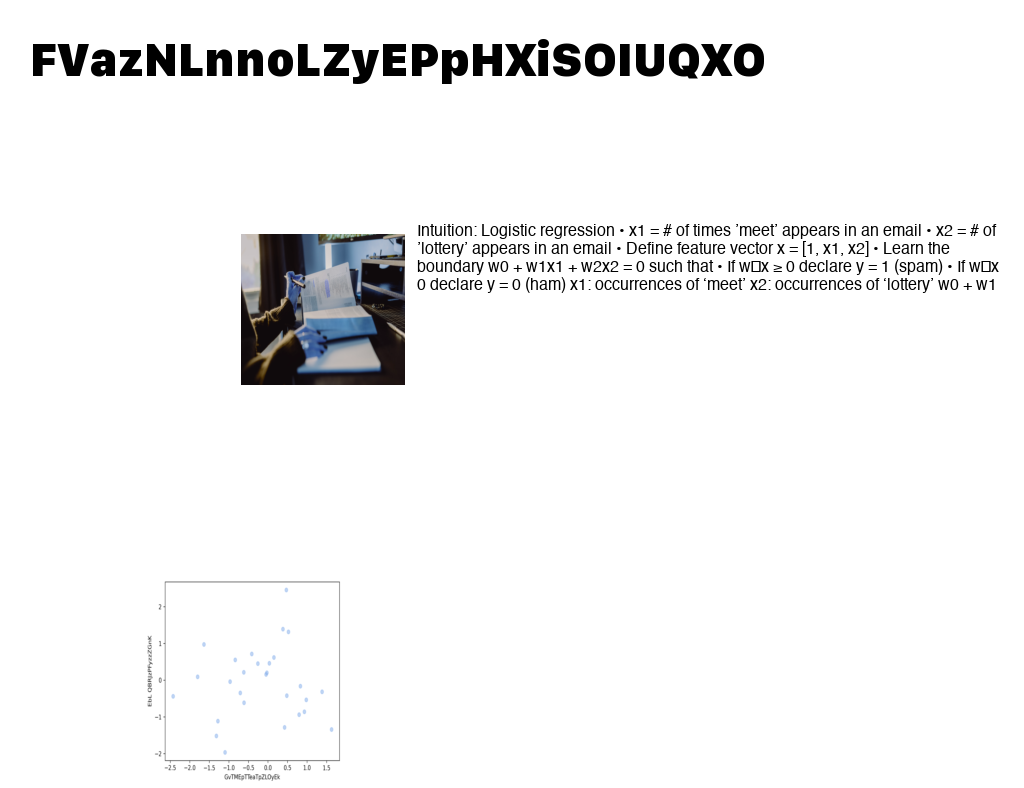 FVazNLnnoLZyEPpHXiSOIUQXO
Intuition: Logistic regression • x1 = # of times ’meet’ appears in an email • x2 = # of
’lottery’ appears in an email • Define feature vector x = [1, x1, x2] • Learn the
boundary w0 + w1x1 + w2x2 = 0 such that • If w□x ≥ 0 declare y = 1 (spam) • If w□x
0 declare y = 0 (ham) x1: occurrences of ‘meet’ x2: occurrences of ‘lottery’ w0 + w1
2
1
0
−1
−2
−2.5 −2.0 −1.5 −1.0 −0.5 0.0 0.5 1.0 1.5
GvTMEpTTeaTpZLOyEk